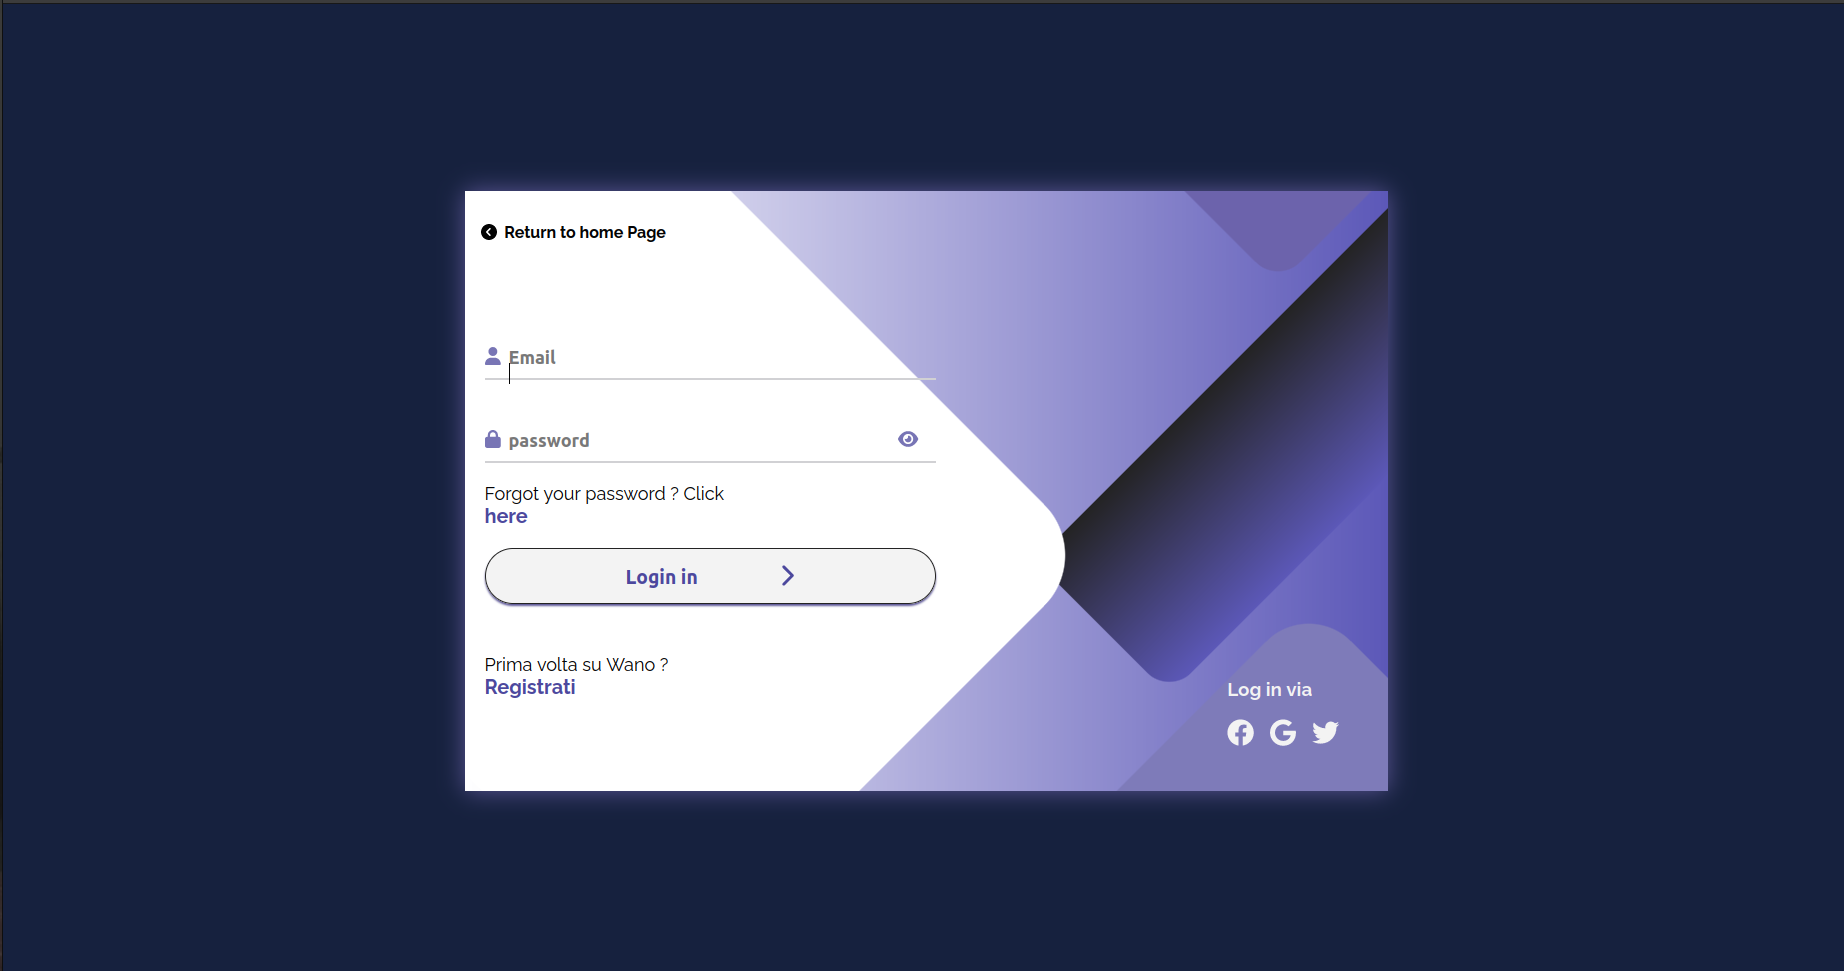 Return to home Page
Email
password
Forgot your password ? Click
here
Login in
Prima volta su Wano ?
Registrati
Log in via